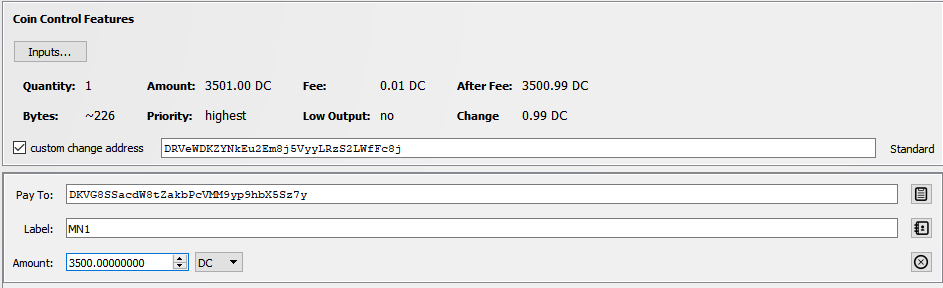 Coin Control Features
Inputs...
Quantity: 1 Amount: 3501.00 DC Fee: 0.01 DC After Fee: 3500.99 DC
Bytes: ~226 Priority: highest Low Output: no Change 0.99 DC
custom change address DRVeWDKZYNkEu2Em8j5VyyLRzS2LWfFc8j Standard
Pay To: DKVG8SSacdW8tZakbPcVMM9yp9hbX5Sz7y
Label: MN1
Amount: 3500.00000000 DC